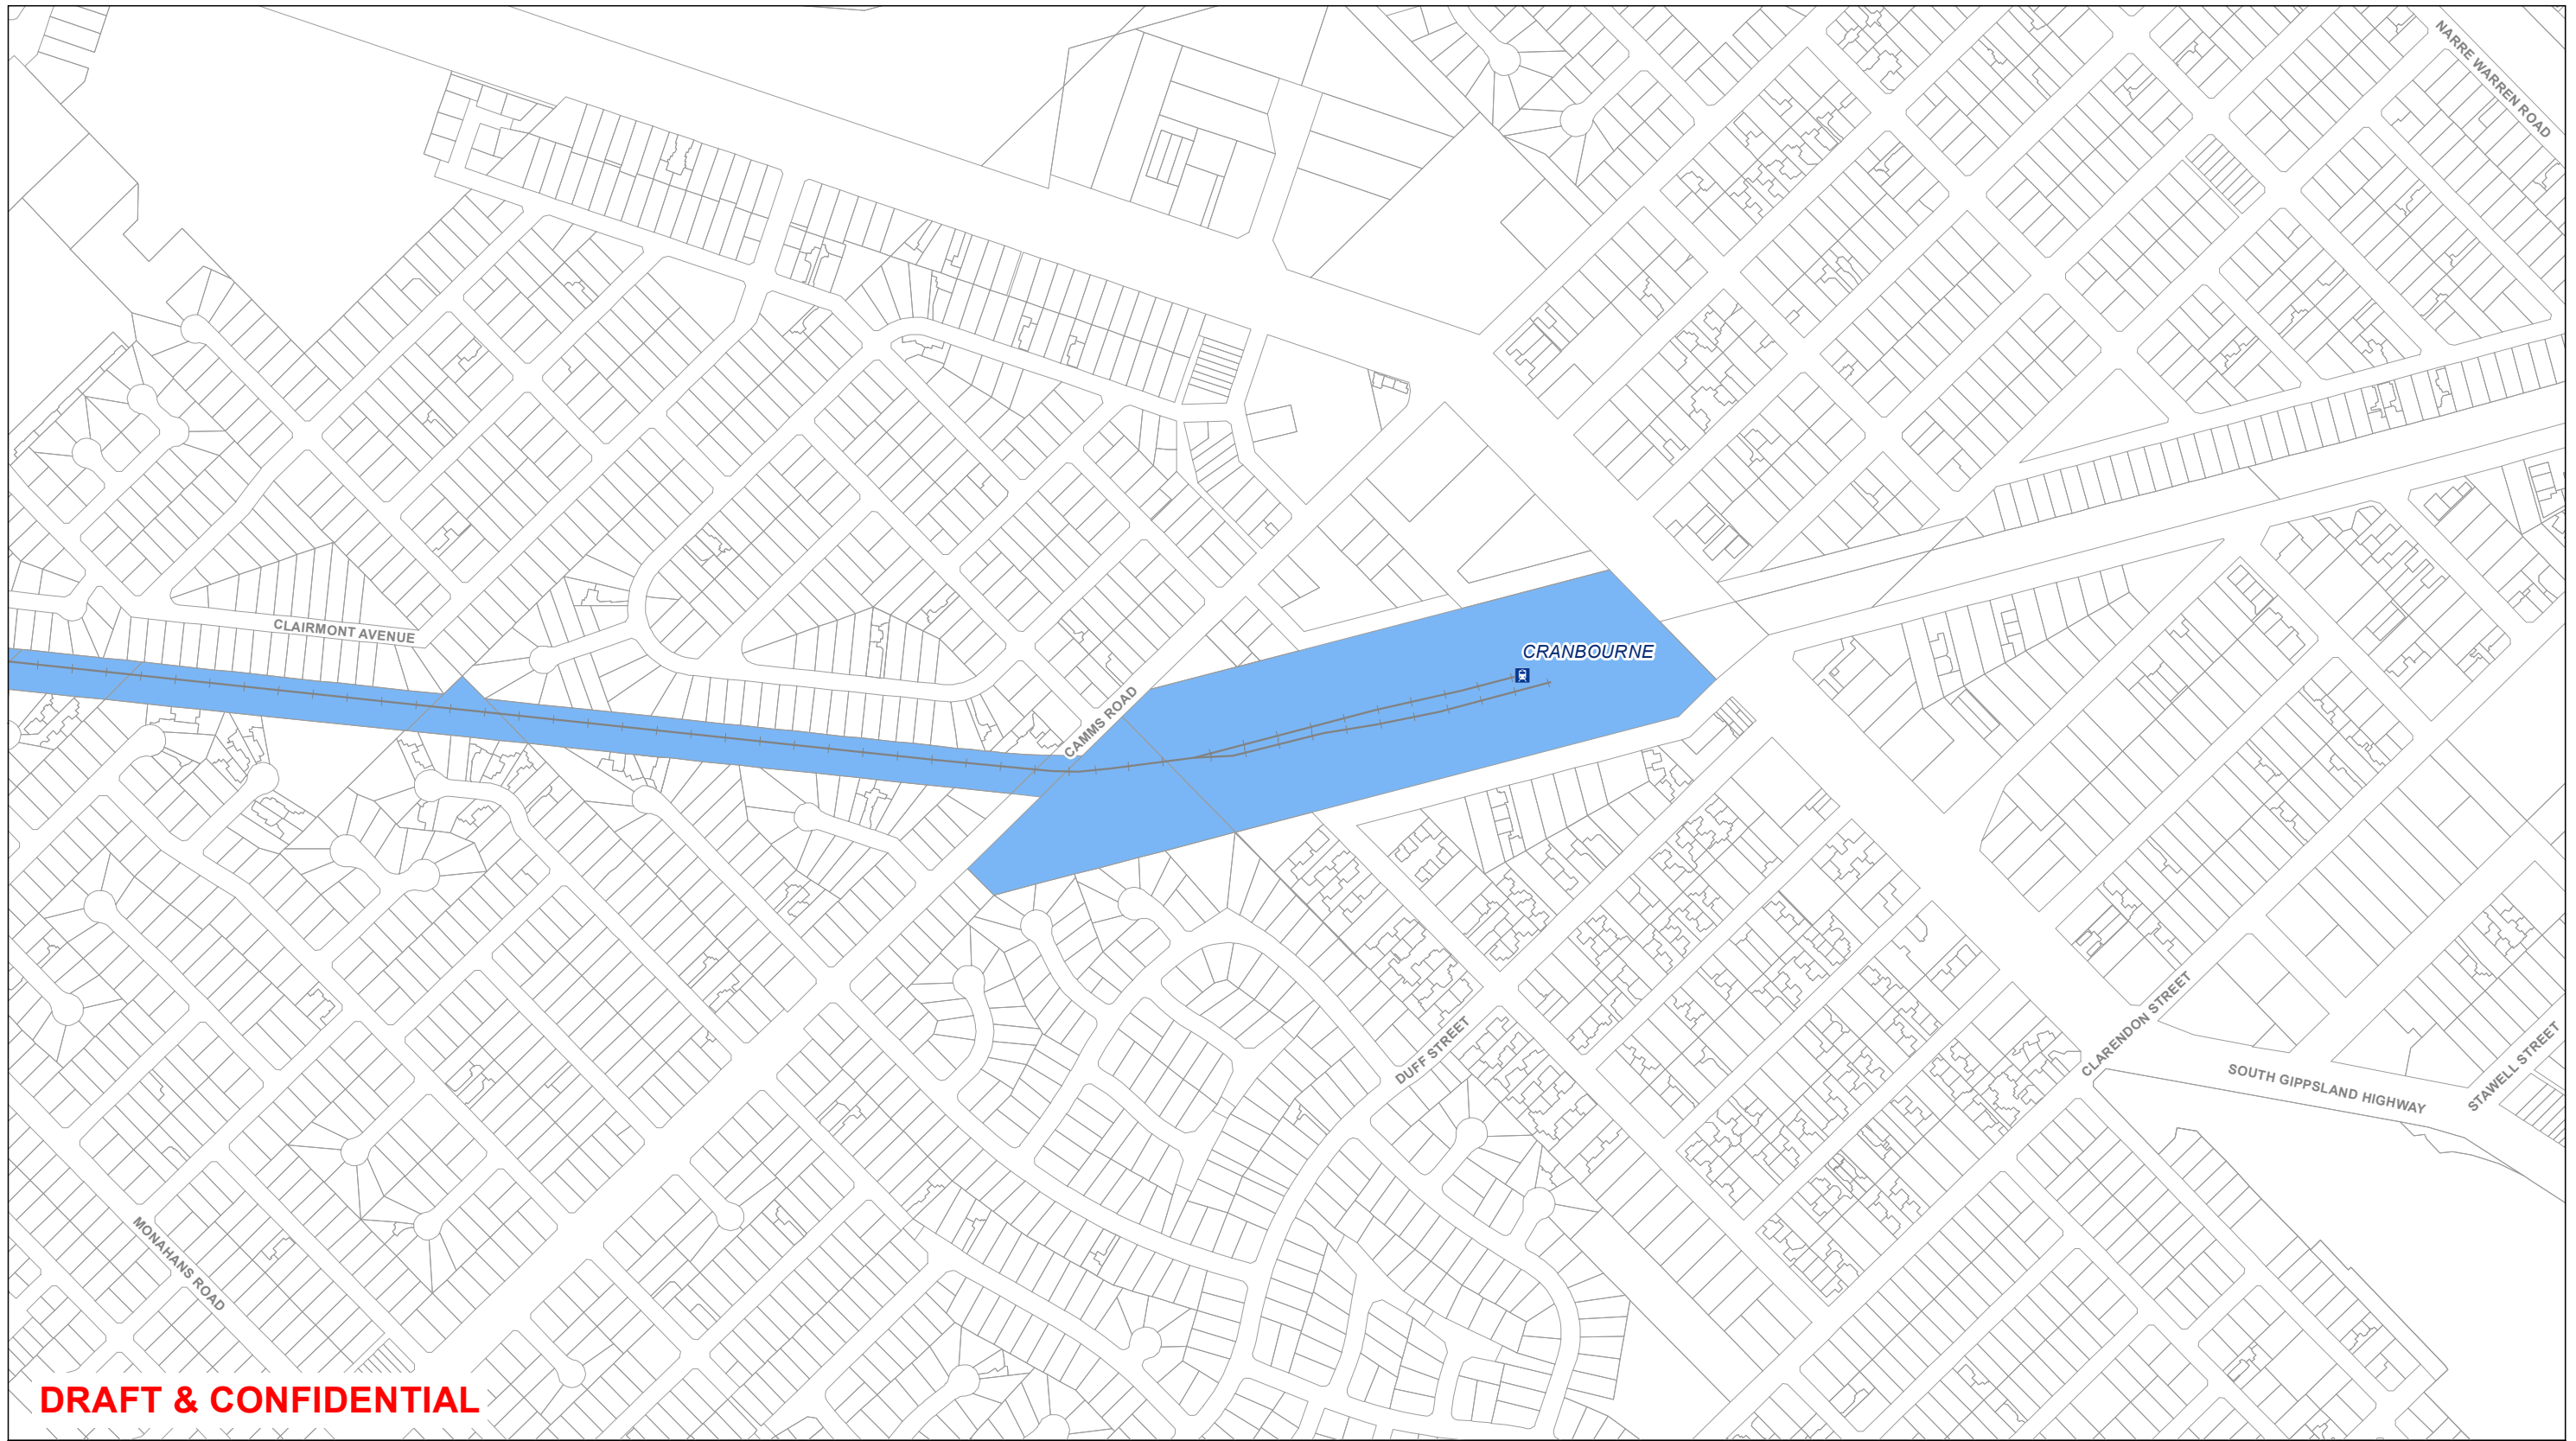 NARRE WARREN ROAD
CLAIRMONT AVENUE
CRANBOURNE
CAMMS ROAD
DUFF STREET
CLARENDON STREET
SOUTH GIPPSLAND HIGHWAY
STAWELL STREET
MONAHANS ROAD
DRAFT & CONFIDENTIAL